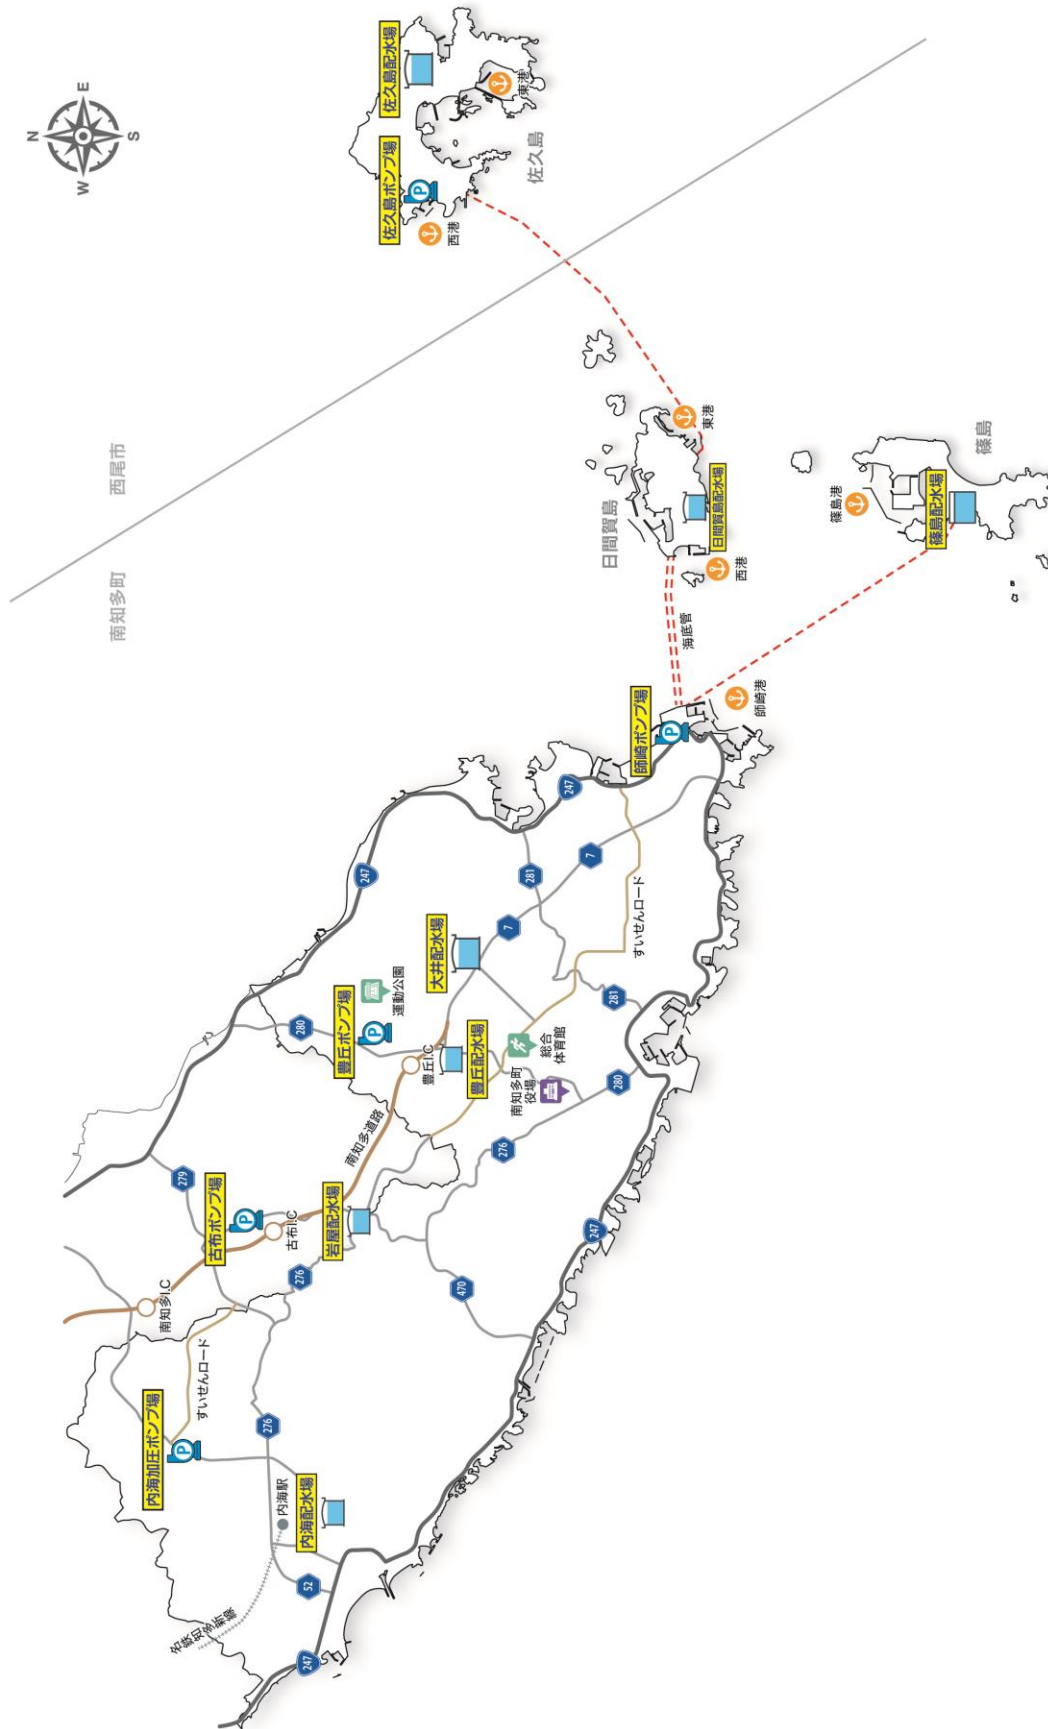 N
E
S
W
西尾市
南知多町
佐久島配水場
佐久島ポンプ場
東港
西港
佐久島
日間賀島
東港
日間賀島配水場
西港
海底管
篠島
篠島港
篠島配水場
師崎ポンプ場
師崎港
247
247
281
7
7
すいせんロード
大井配水場
運動公園
豊丘ポンプ場
280
豊丘I.C
豊丘配水場
総合
体育館
南知多町
役場
281
280
276
南知多道路
279
古布ポンプ場
古布I.C
岩屋配水場
276
南知多I.C
470
247
すいせんロード
内海加圧ポンプ場
276
内海駅
内海配水場
52
名鉄知多新線
247